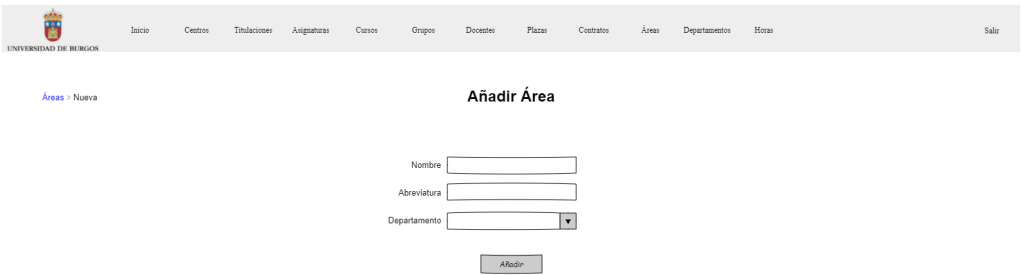 Inicio Centros Titulaciones Asignaturas Cursos Grupos Docentes Plazas Contratos Áreas Departamentos Horas Salir
UNIVERSIDAD DE BURGOS
Áreas > Nueva
Añadir Área
Nombre
Abreviatura
Departamento
Añadir